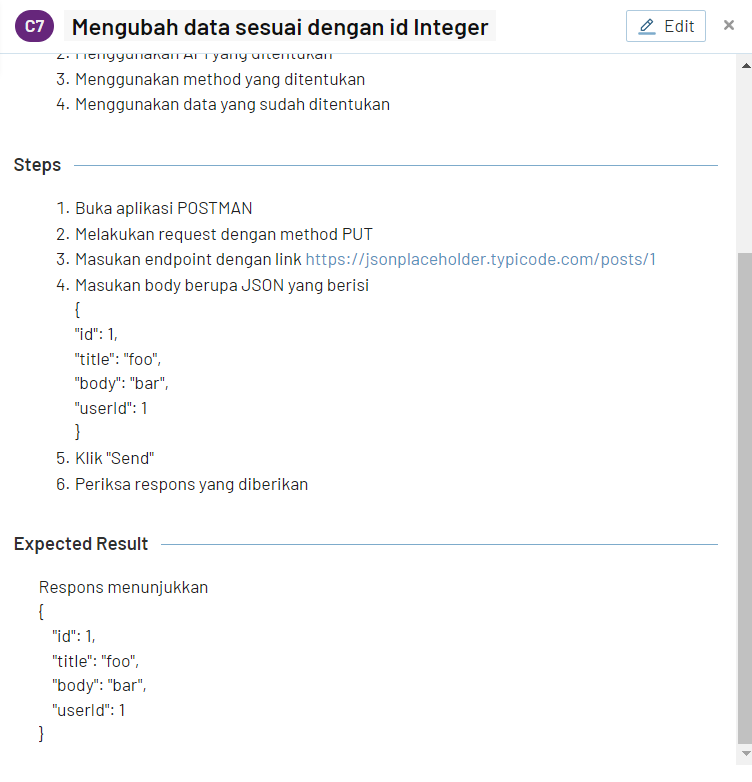 C7 Mengubah data sesuai dengan id Integer Edit ×
2. Menggunakan API yang ditentukan
3. Menggunakan method yang ditentukan
4. Menggunakan data yang sudah ditentukan
Steps
1. Buka aplikasi POSTMAN
2. Melakukan request dengan method PUT
3. Masukan endpoint dengan link https://jsonplaceholder.typicode.com/posts/1
4. Masukan body berupa JSON yang berisi
{
"id": 1,
"title": "foo",
"body": "bar",
"userId": 1
}
5. Klik "Send"
6. Periksa respons yang diberikan
Expected Result
Respons menunjukkan
{
"id": 1,
"title": "foo",
"body": "bar",
"userId": 1
}